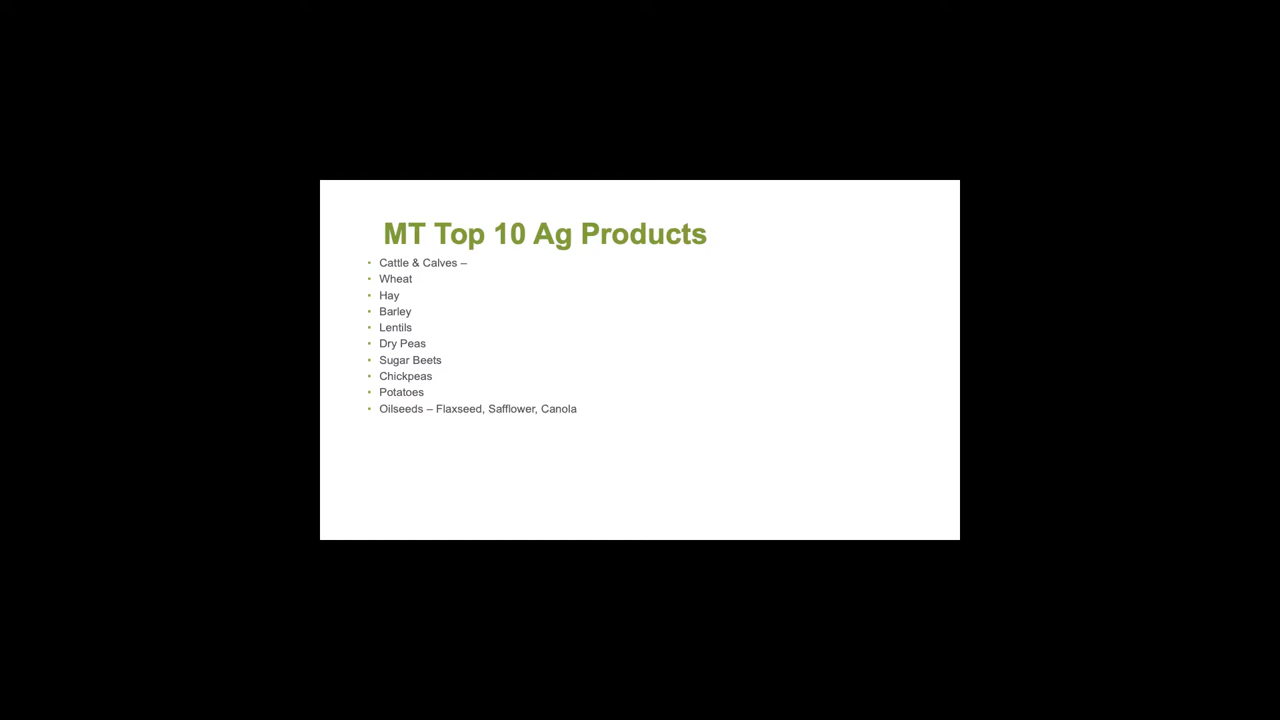 MT Top 10 Ag Products
• Cattle & Calves –
• Wheat
• Hay
• Barley
• Lentils
• Dry Peas
• Sugar Beets
• Chickpeas
• Potatoes
• Oilseeds – Flaxseed, Safflower, Canola